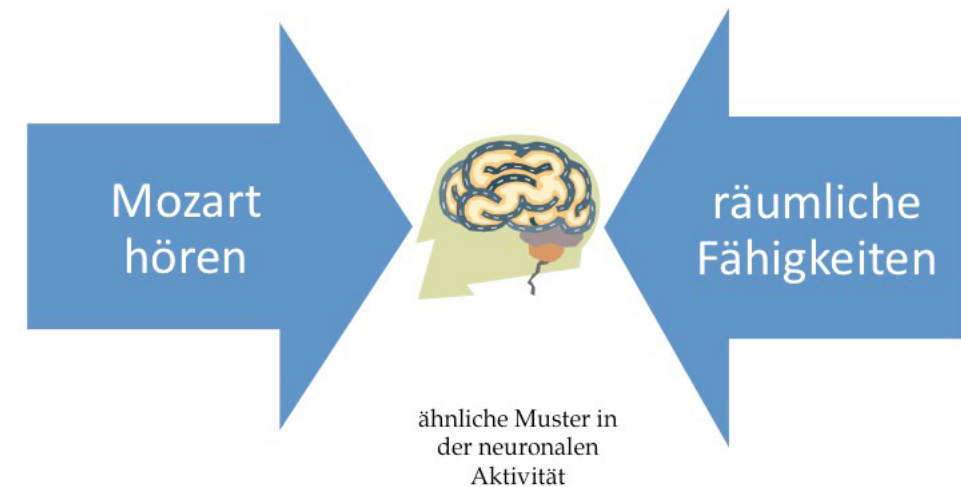 Mozart
hören
räumliche
Fähigkeiten
ähnliche Muster in
der neuronalen
Aktivität